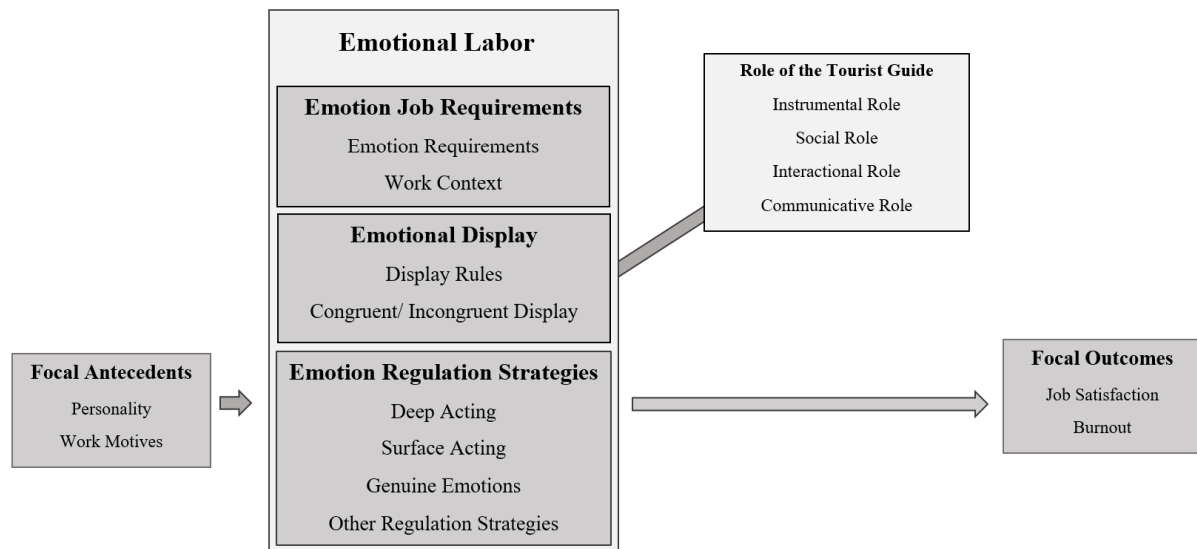 Emotional Labor
Emotion Job Requirements
Emotion Requirements
Work Context
Emotional Display
Display Rules
Congruent/ Incongruent Display
Emotion Regulation Strategies
Deep Acting
Surface Acting
Genuine Emotions
Other Regulation Strategies
Role of the Tourist Guide
Instrumental Role
Social Role
Interactional Role
Communicative Role
Focal Antecedents
Personality
Work Motives
Focal Outcomes
Job Satisfaction
Burnout